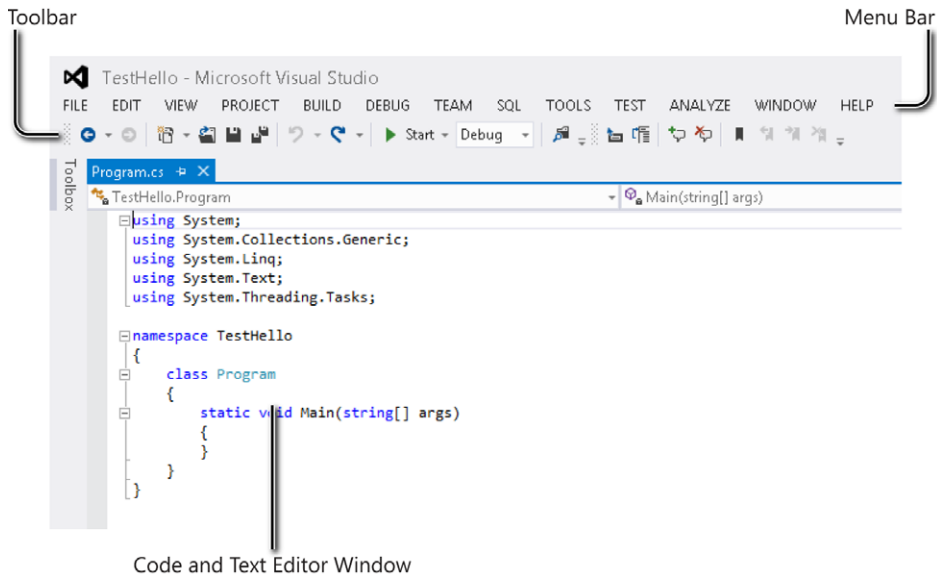 Toolbar
Menu Bar
TestHello - Microsoft Visual Studio
FILE EDIT VIEW PROJECT BUILD DEBUG TEAM SQL TOOLS TEST ANALYZE WINDOW HELP
Start Debug
Toolbox
Program.cs
TestHello.Program Main(string[] args)
using System;
using System.Collections.Generic;
using System.Linq;
using System.Text;
using System.Threading.Tasks;
namespace TestHello
{
class Program
{
static void Main(string[] args)
{
}
}
}
Code and Text Editor Window